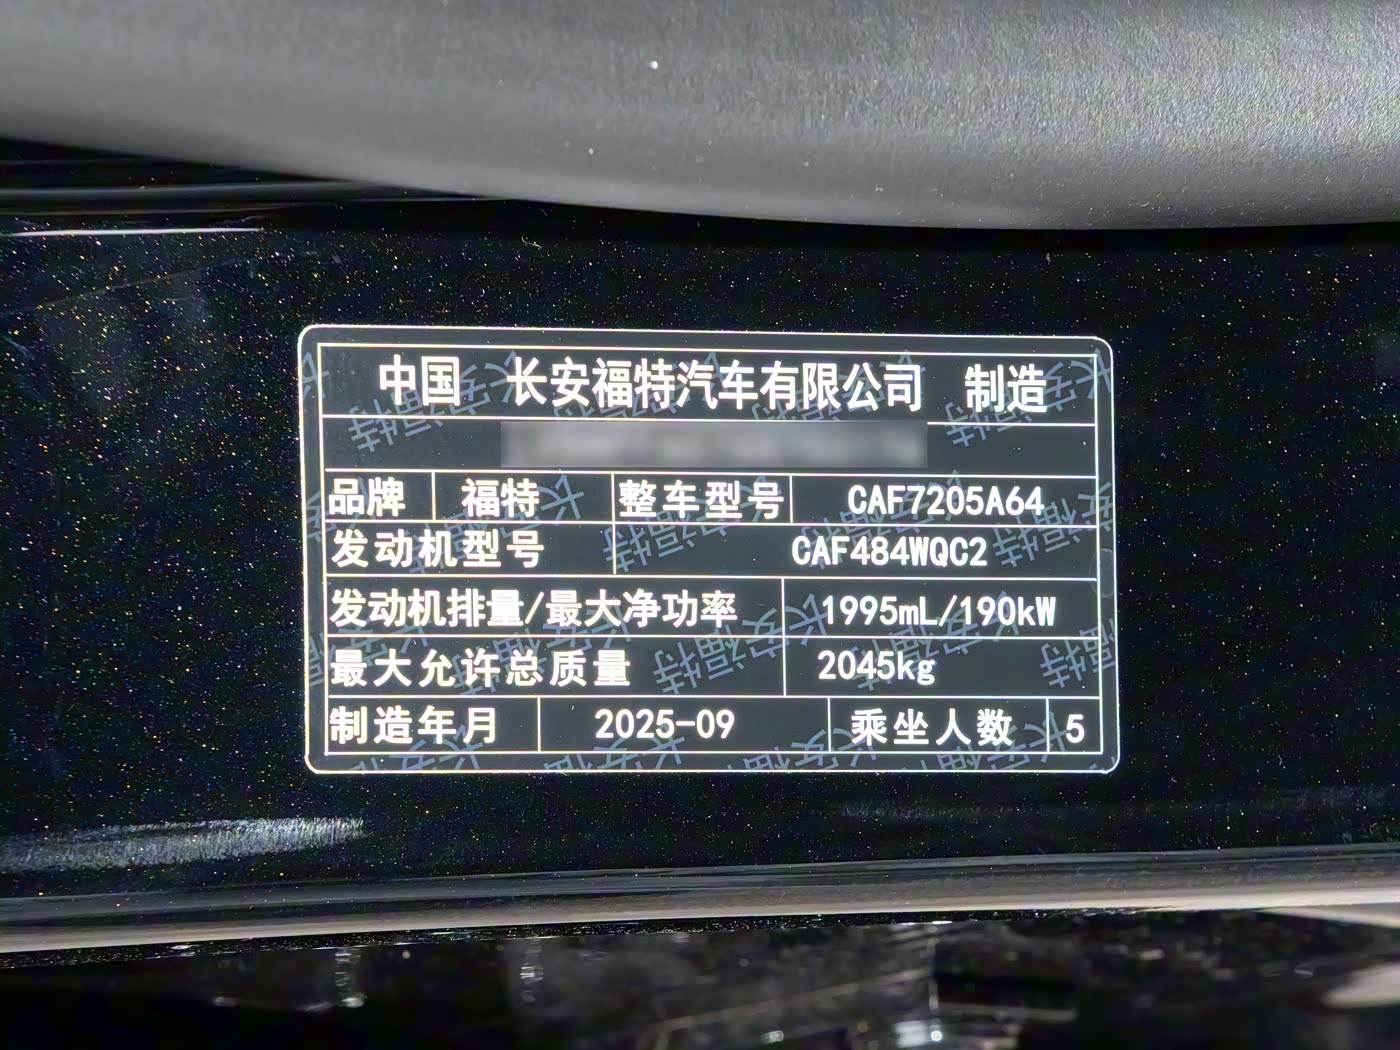 中国 长安福特汽车有限公司 制造
品牌 福特 整车型号 CAF7205A64
发动机型号 CAF484WQC2
发动机排量/最大净功率 1995mL/190kW
最大允许总质量 2045kg
制造年月 2025-09 乘坐人数 5